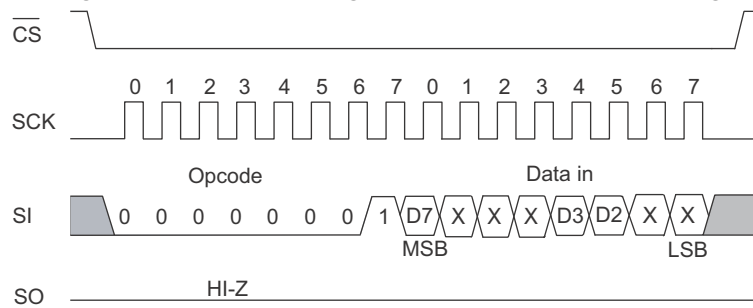 CS
0 1 2 3 4 5 6 7 0 1 2 3 4 5 6 7
SCK
Opcode Data in
SI 0 0 0 0 0 0 0 1 D7 X X X D3 D2 X X
MSB LSB
HI-Z
SO